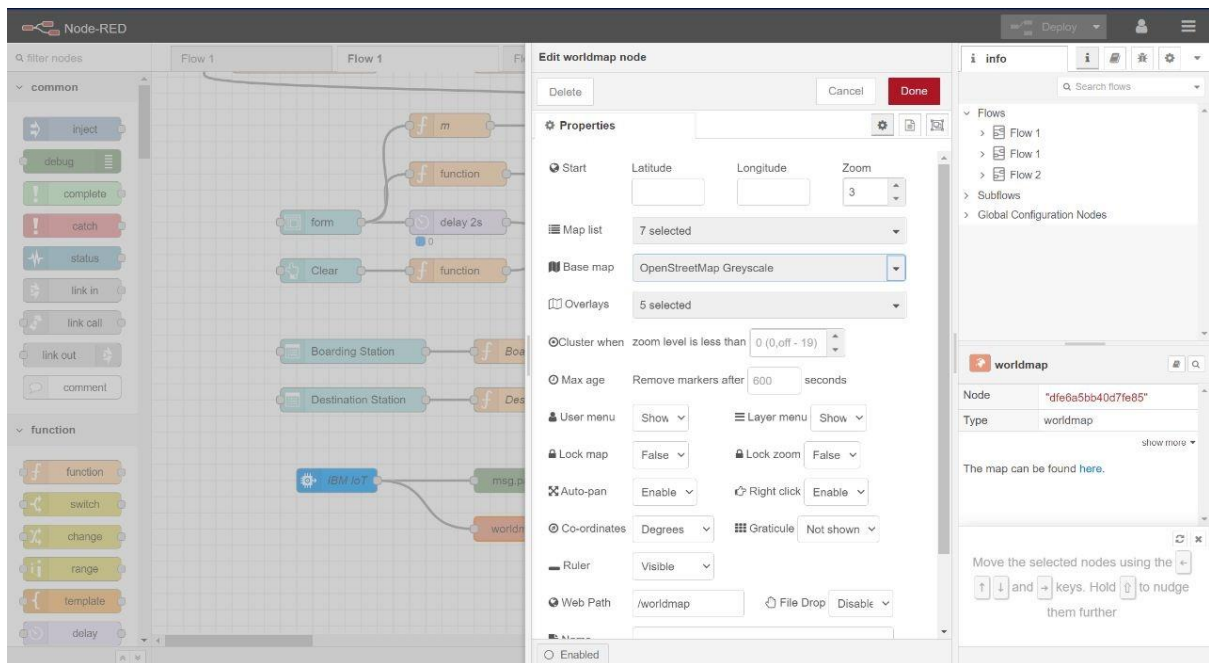 Node-RED
Deploy
filter nodes
common
inject
debug
complete
catch
status
link in
link call
link out
comment
function
function
switch
change
range
template
delay
Flow 1
Flow 1
m
function
form
delay 2s
0
Clear
function
Boarding Station
Boa
Destination Station
Des
IBM IoT
msg.p
worldm
Edit worldmap node
Delete
Cancel
Done
Properties
Start
Latitude
Longitude
Zoom
3
Map list
7 selected
Base map
OpenStreetMap Greyscale
Overlays
5 selected
Cluster when zoom level is less than 0 (0,off - 19)
Max age Remove markers after 600 seconds
User menu Show Layer menu Show
Lock map False Lock zoom False
Auto-pan Enable Right click Enable
Co-ordinates Degrees Graticule Not shown
Ruler Visible
Web Path /worldmap File Drop Disable
Enabled
i info
i
Search flows
Flows
Flow 1
Flow 1
Flow 2
Subflows
Global Configuration Nodes
worldmap
Node "dfe6a5bb40d7fe85"
Type worldmap
show more
The map can be found here.
Move the selected nodes using the ←
↑ ↓ and → keys. Hold ⇧ to nudge
them further